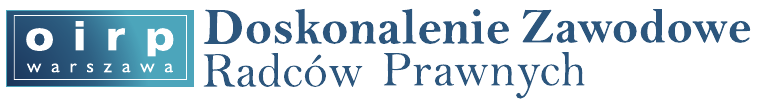 oirp
warszawa
Doskonalenie Zawodowe
Radców Prawnych